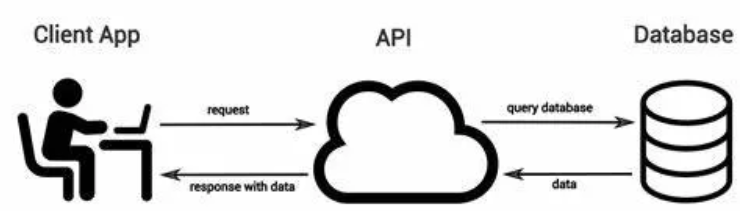 Client App
API
Database
request
query database
response with data
data